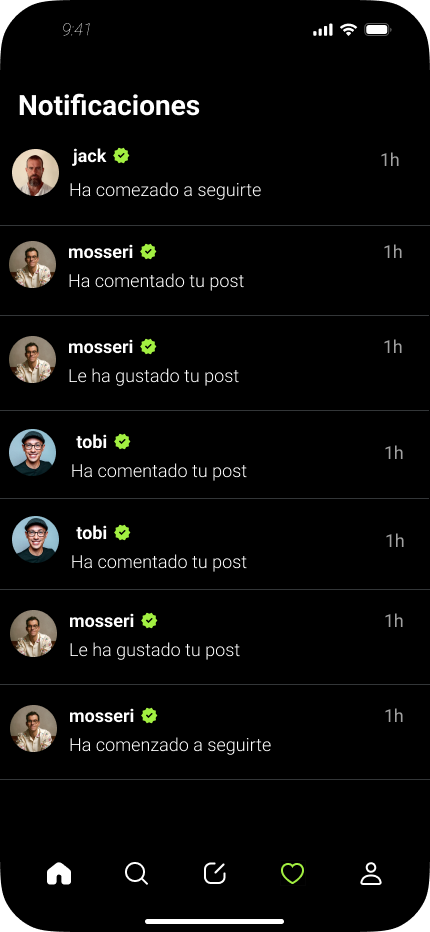 9:41
Notificaciones
jack 1h
Ha comezado a seguirte
mosseri 1h
Ha comentado tu post
mosseri 1h
Le ha gustado tu post
tobi 1h
Ha comentado tu post
tobi 1h
Ha comentado tu post
mosseri 1h
Le ha gustado tu post
mosseri 1h
Ha comenzado a seguirte